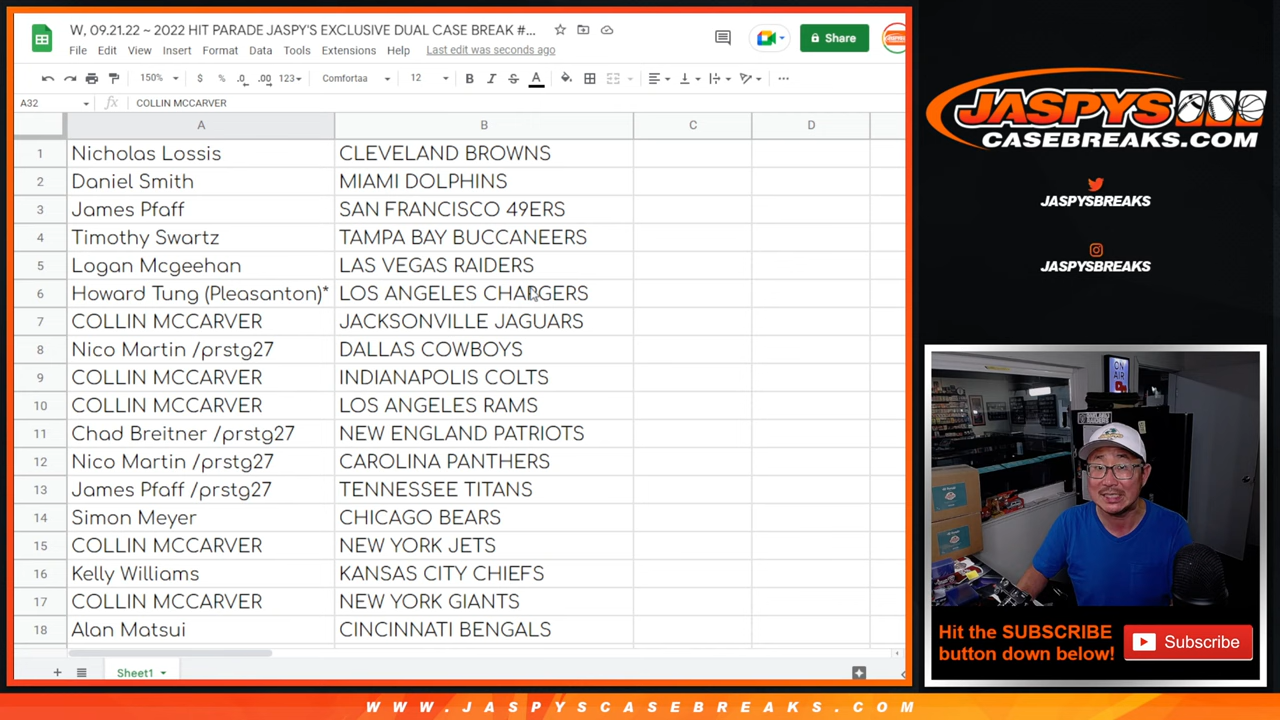 W, 09.21.22 ~ 2022 HIT PARADE JASPY'S EXCLUSIVE DUAL CASE BREAK #...
File Edit View Insert Format Data Tools Extensions Help Last edit was seconds ago
Share
150% $ % .0 .00 123 Comfortaa 12 B I S A
A32 fx COLLIN MCCARVER
A B C D
1 Nicholas Lossis CLEVELAND BROWNS
2 Daniel Smith MIAMI DOLPHINS
3 James Pfaff SAN FRANCISCO 49ERS
4 Timothy Swartz TAMPA BAY BUCCANEERS
5 Logan Mcgeehan LAS VEGAS RAIDERS
6 Howard Tung (Pleasanton)* LOS ANGELES CHARGERS
7 COLLIN MCCARVER JACKSONVILLE JAGUARS
8 Nico Martin /prstg27 DALLAS COWBOYS
9 COLLIN MCCARVER INDIANAPOLIS COLTS
10 COLLIN MCCARVER LOS ANGELES RAMS
11 Chad Breitner /prstg27 NEW ENGLAND PATRIOTS
12 Nico Martin /prstg27 CAROLINA PANTHERS
13 James Pfaff /prstg27 TENNESSEE TITANS
14 Simon Meyer CHICAGO BEARS
15 COLLIN MCCARVER NEW YORK JETS
16 Kelly Williams KANSAS CITY CHIEFS
17 COLLIN MCCARVER NEW YORK GIANTS
18 Alan Matsui CINCINNATI BENGALS
Sheet1
JASPYS
CASEBREAKS.COM
JASPYSBREAKS
JASPYSBREAKS
ON
AIR
Hit the SUBSCRIBE
button down below!
Subscribe
WWW.JASPYSCASEBREAKS.COM